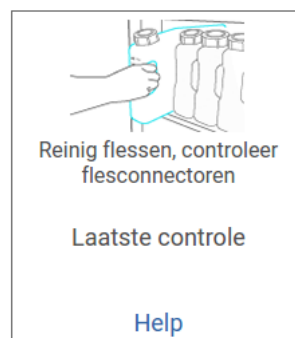 Reinig flessen, controleer
flesconnectoren
Laatste controle
Help